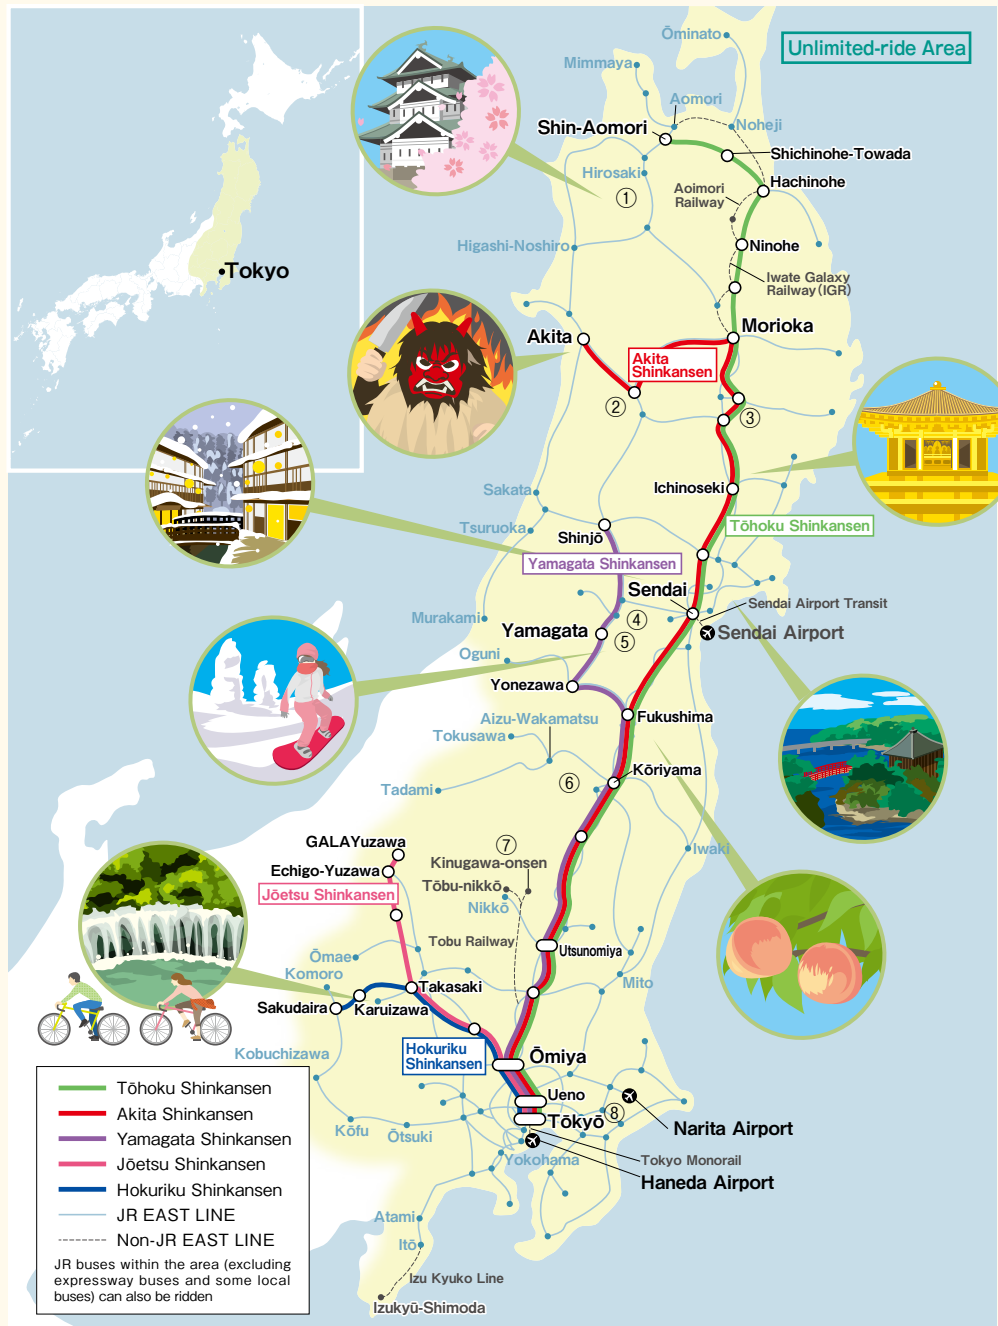 Unlimited-ride Area
Tokyo
Ōminato
Mimmaya
Aomori
Shin-Aomori
Noheji
Shichinohe-Towada
Hirosaki
Hachinohe
①
Aoimori
Railway
Higashi-Noshiro
Ninohe
Iwate Galaxy
Railway(IGR)
Akita
Morioka
Akita
Shinkansen
②
③
Sakata
Ichinoseki
Tsuruoka
Shinjō
Tōhoku Shinkansen
Yamagata Shinkansen
Sendai
Sendai Airport Transit
Murakami
④
Sendai Airport
Yamagata
⑤
Oguni
Yonezawa
Aizu-Wakamatsu
Fukushima
Tokusawa
Kōriyama
Tadami
⑥
GALAYuzawa
⑦
Iwaki
Echigo-Yuzawa
Kinugawa-onsen
Jōetsu Shinkansen
Tōbu-nikkō
Nikkō
Tobu Railway
Utsunomiya
Ōmae
Komoro
Mito
Takasaki
Sakudaira
Karuizawa
Kobuchizawa
Hokuriku
Shinkansen
Ōmiya
Ueno
Tōkyō
⑧
Narita Airport
Kōfu
Ōtsuki
Yokohama
Tokyo Monorail
Haneda Airport
Atami
Itō
Izu Kyuko Line
Izukyū-Shimoda
Tōhoku Shinkansen
Akita Shinkansen
Yamagata Shinkansen
Jōetsu Shinkansen
Hokuriku Shinkansen
JR EAST LINE
Non-JR EAST LINE
JR buses within the area (excluding
expressway buses and some local
buses) can also be ridden